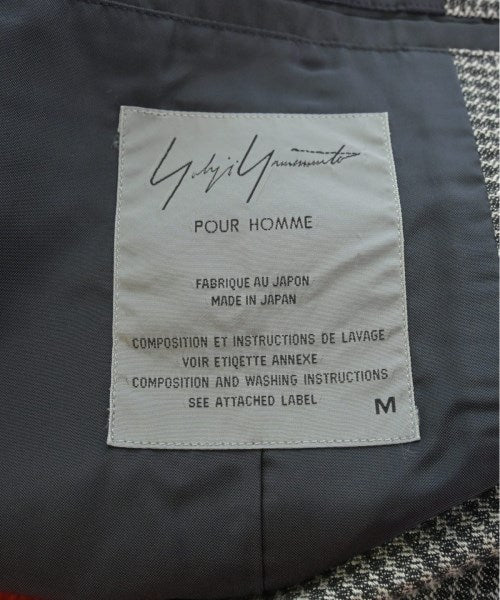 Yohji Yamamoto
POUR HOMME
FABRIQUE AU JAPON
MADE IN JAPAN
COMPOSITION ET INSTRUCTIONS DE LAVAGE
VOIR ETIQETTE ANNEXE
COMPOSITION AND WASHING INSTRUCTIONS
SEE ATTACHED LABEL
M